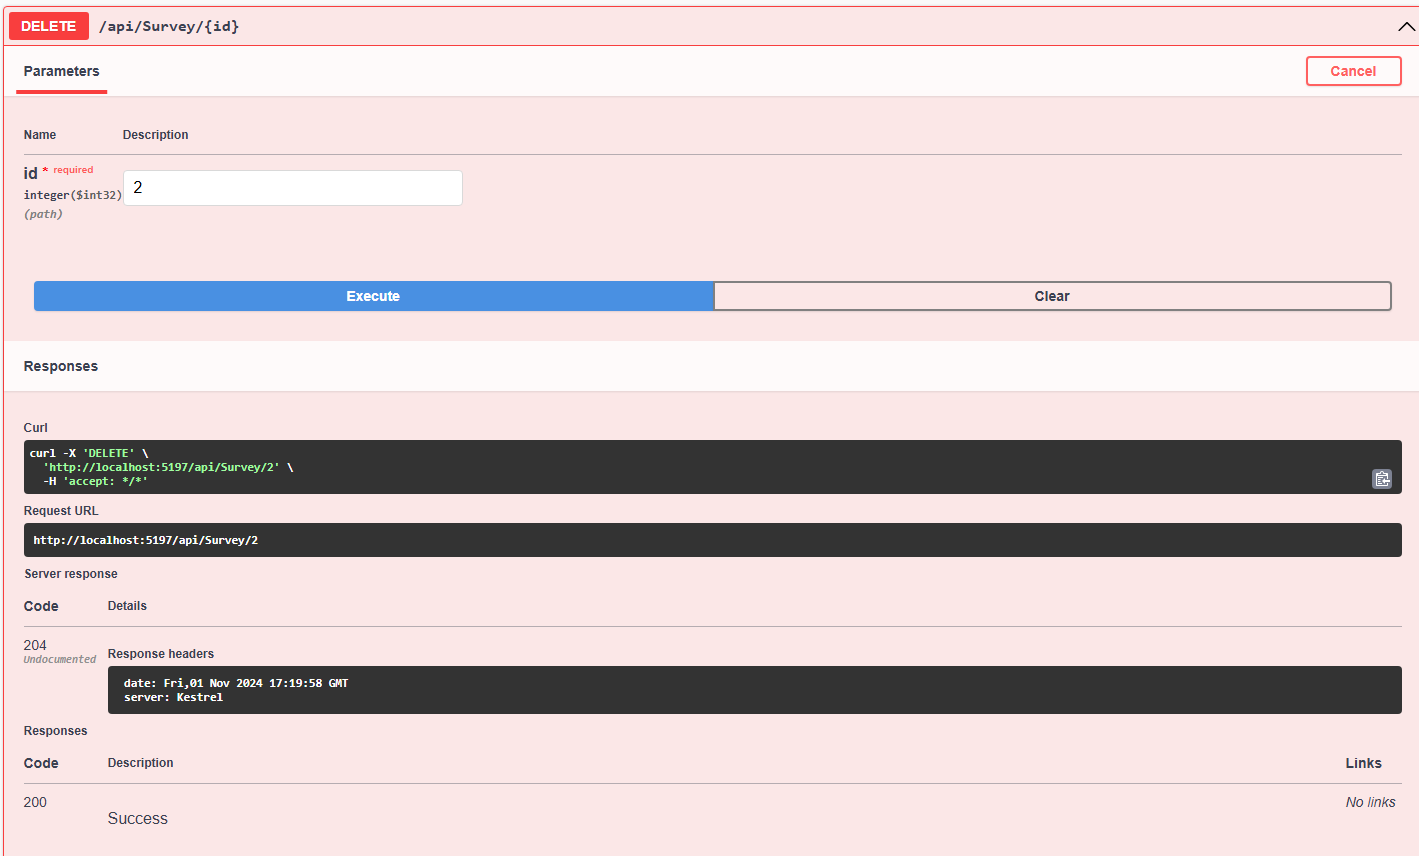 DELETE /api/Survey/{id}
Parameters
Cancel
Name Description
id * required
integer($int32)
(path)
2
Execute
Clear
Responses
Curl
curl -X 'DELETE' \
'http://localhost:5197/api/Survey/2' \
-H 'accept: */*'
Request URL
http://localhost:5197/api/Survey/2
Server response
Code Details
204
Undocumented
Response headers
date: Fri,01 Nov 2024 17:19:58 GMT
server: Kestrel
Responses
Code Description Links
200
Success
No links